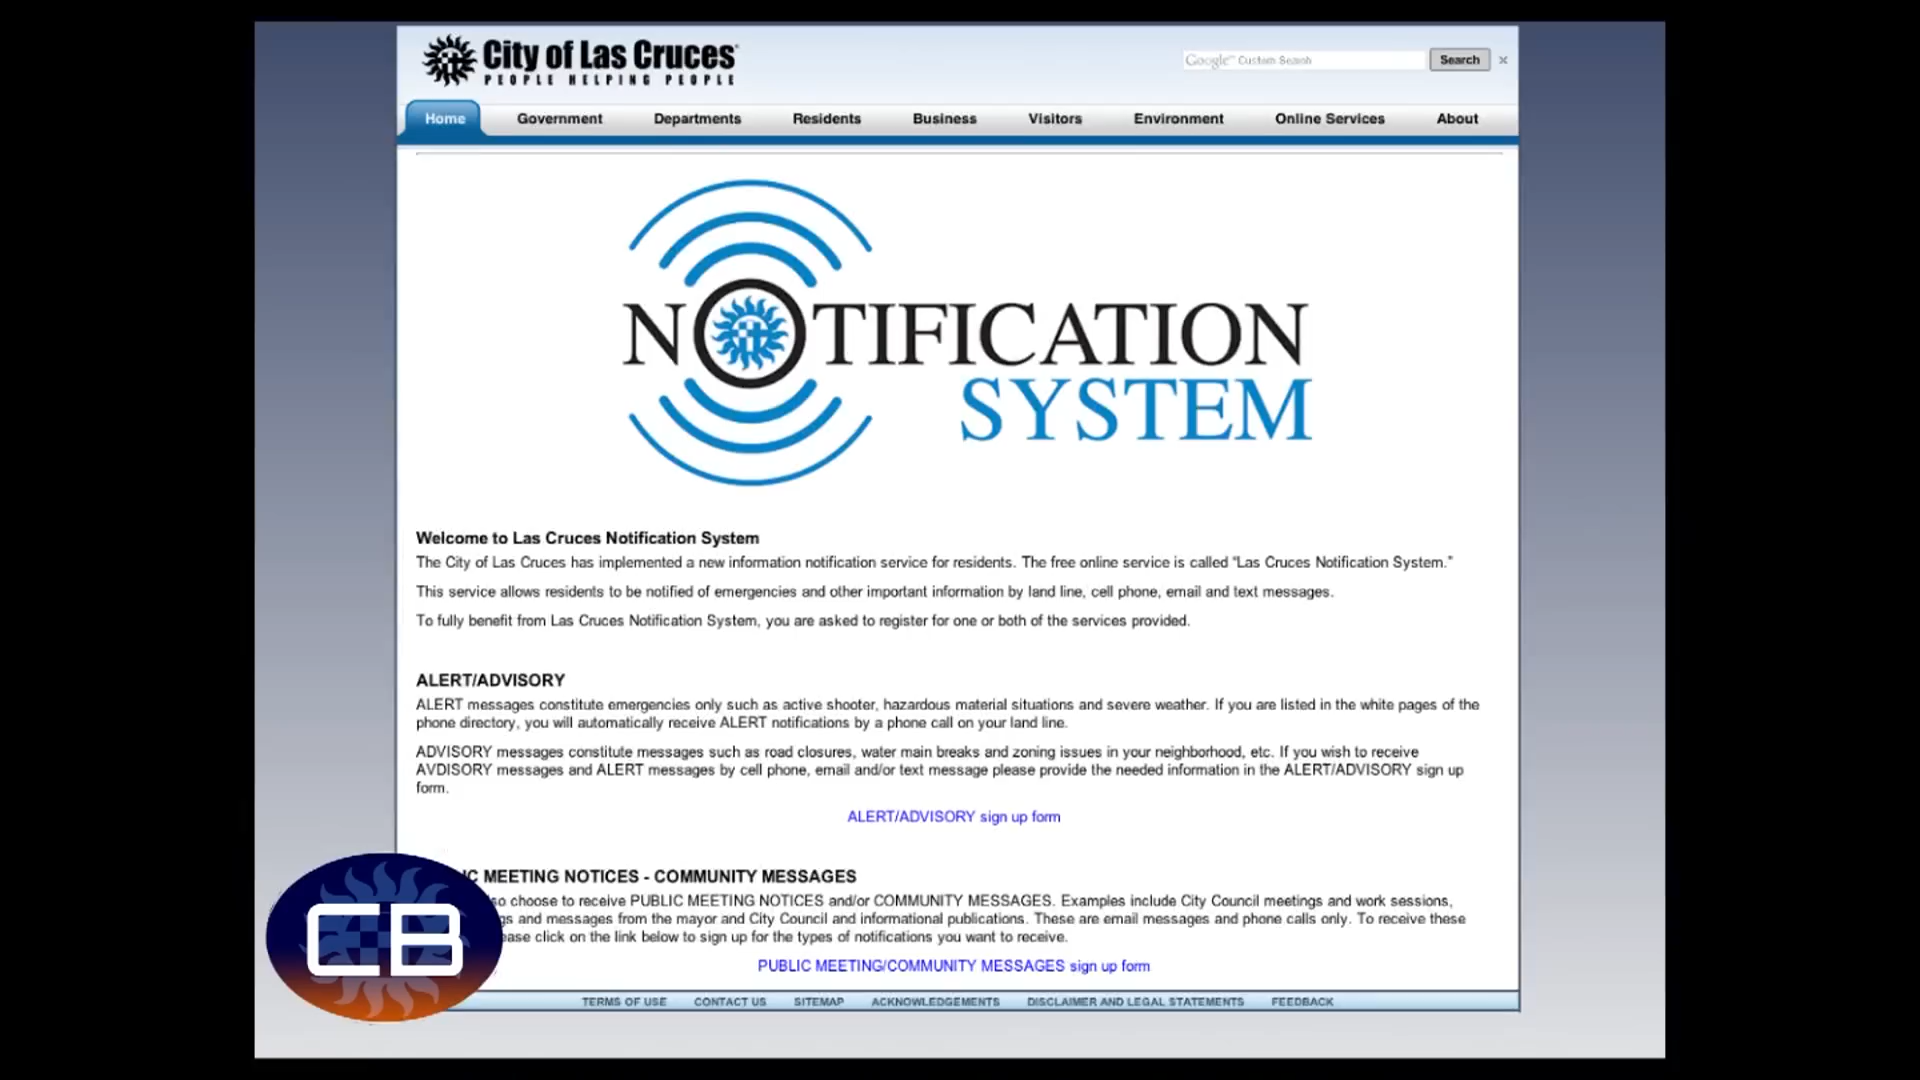 City of Las Cruces
PEOPLE HELPING PEOPLE
Google™ Custom Search
Search
×
Home Government Departments Residents Business Visitors Environment Online Services About
NOTIFICATION
SYSTEM
Welcome to Las Cruces Notification System
The City of Las Cruces has implemented a new information notification service for residents. The free online service is called “Las Cruces Notification System.”
This service allows residents to be notified of emergencies and other important information by land line, cell phone, email and text messages.
To fully benefit from Las Cruces Notification System, you are asked to register for one or both of the services provided.
ALERT/ADVISORY
ALERT messages constitute emergencies only such as active shooter, hazardous material situations and severe weather. If you are listed in the white pages of the
phone directory, you will automatically receive ALERT notifications by a phone call on your land line.
ADVISORY messages constitute messages such as road closures, water main breaks and zoning issues in your neighborhood, etc. If you wish to receive
AVDISORY messages and ALERT messages by cell phone, email and/or text message please provide the needed information in the ALERT/ADVISORY sign up
form.
ALERT/ADVISORY sign up form
MEETING NOTICES - COMMUNITY MESSAGES
choose to receive PUBLIC MEETING NOTICES and/or COMMUNITY MESSAGES. Examples include City Council meetings and work sessions,
and messages from the mayor and City Council and informational publications. These are email messages and phone calls only. To receive these
click on the link below to sign up for the types of notifications you want to receive.
PUBLIC MEETING/COMMUNITY MESSAGES sign up form
CB
TERMS OF USE CONTACT US SITEMAP ACKNOWLEDGEMENTS DISCLAIMER AND LEGAL STATEMENTS FEEDBACK